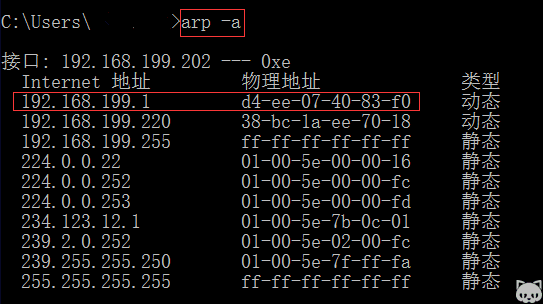 C:\Users\ >arp -a
接口: 192.168.199.202 --- 0xe
Internet 地址 物理地址 类型
192.168.199.1 d4-ee-07-40-83-f0 动态
192.168.199.220 38-bc-1a-ee-70-18 动态
192.168.199.255 ff-ff-ff-ff-ff-ff 静态
224.0.0.22 01-00-5e-00-00-16 静态
224.0.0.252 01-00-5e-00-00-fc 静态
224.0.0.253 01-00-5e-00-00-fd 静态
234.123.12.1 01-00-5e-7b-0c-01 静态
239.2.0.252 01-00-5e-02-00-fc 静态
239.255.255.250 01-00-5e-7f-ff-fa 静态
255.255.255.255 ff-ff-ff-ff-ff-ff 静态